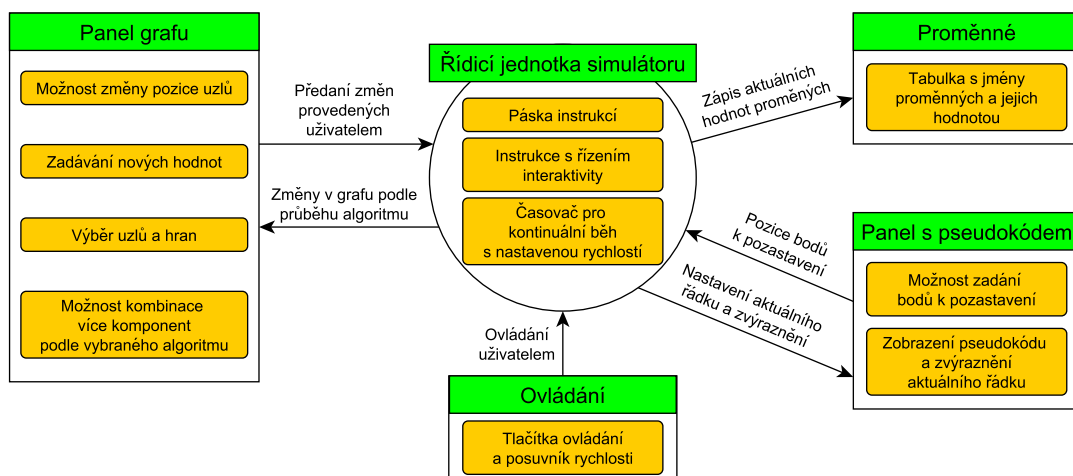 Panel grafu
Možnost změny pozice uzlů
Zadávání nových hodnot
Výběr uzlů a hran
Možnost kombinace
více komponent
podle vybraného algoritmu
Předaní změn
provedených
uživatelem
Změny v grafu podle
průběhu algoritmu
Řídicí jednotka simulátoru
Páska instrukcí
Instrukce s řízením
interaktivity
Časovač pro
kontinuální běh
s nastavenou rychlostí
Zápis aktuálních
hodnot proměných
Proměnné
Tabulka s jmény
proměnných a jejich
hodnotou
Pozice bodů
k pozastavení
Nastavení aktuálního
řádku a zvýraznění
Panel s pseudokódem
Možnost zadání
bodů k pozastavení
Zobrazení pseudokódu
a zvýraznění
aktuálního řádku
Ovládání
uživatelem
Ovládání
Tlačítka ovládání
a posuvník rychlosti